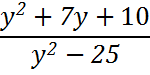 y² + 7y + 10
y² − 25